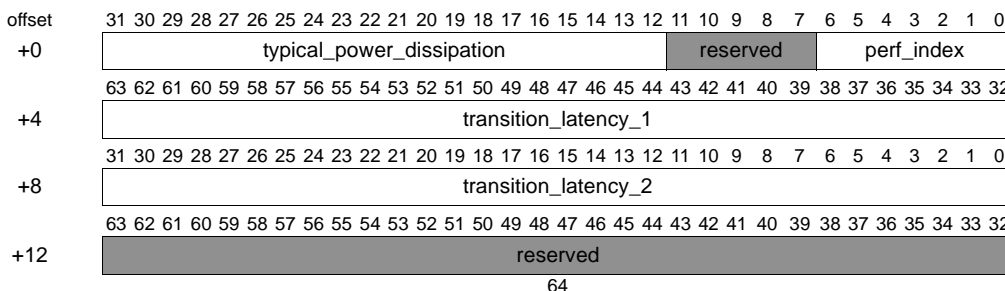 offset 31 30 29 28 27 26 25 24 23 22 21 20 19 18 17 16 15 14 13 12 11 10 9 8 7 6 5 4 3 2 1 0
+0 typical_power_dissipation reserved perf_index
63 62 61 60 59 58 57 56 55 54 53 52 51 50 49 48 47 46 45 44 43 42 41 40 39 38 37 36 35 34 33 32
+4 transition_latency_1
31 30 29 28 27 26 25 24 23 22 21 20 19 18 17 16 15 14 13 12 11 10 9 8 7 6 5 4 3 2 1 0
+8 transition_latency_2
63 62 61 60 59 58 57 56 55 54 53 52 51 50 49 48 47 46 45 44 43 42 41 40 39 38 37 36 35 34 33 32
+12 reserved
64